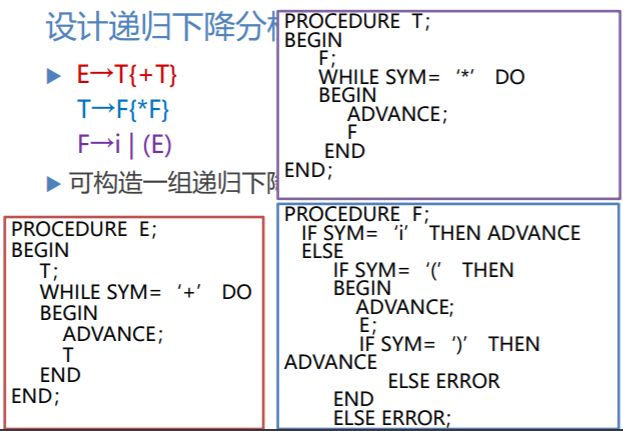 设计递归下降分
► E→T{+T}
T→F{*F}
F→i | (E)
► 可构造一组递归下
PROCEDURE T;
BEGIN
F;
WHILE SYM= ‘*’ DO
BEGIN
ADVANCE;
F
END
END;
PROCEDURE E;
BEGIN
T;
WHILE SYM= ‘+’ DO
BEGIN
ADVANCE;
T
END
END;
PROCEDURE F;
IF SYM= ‘i’ THEN ADVANCE
ELSE
IF SYM= ‘(’ THEN
BEGIN
ADVANCE;
E;
IF SYM= ‘)’ THEN
ADVANCE
ELSE ERROR
END
ELSE ERROR;